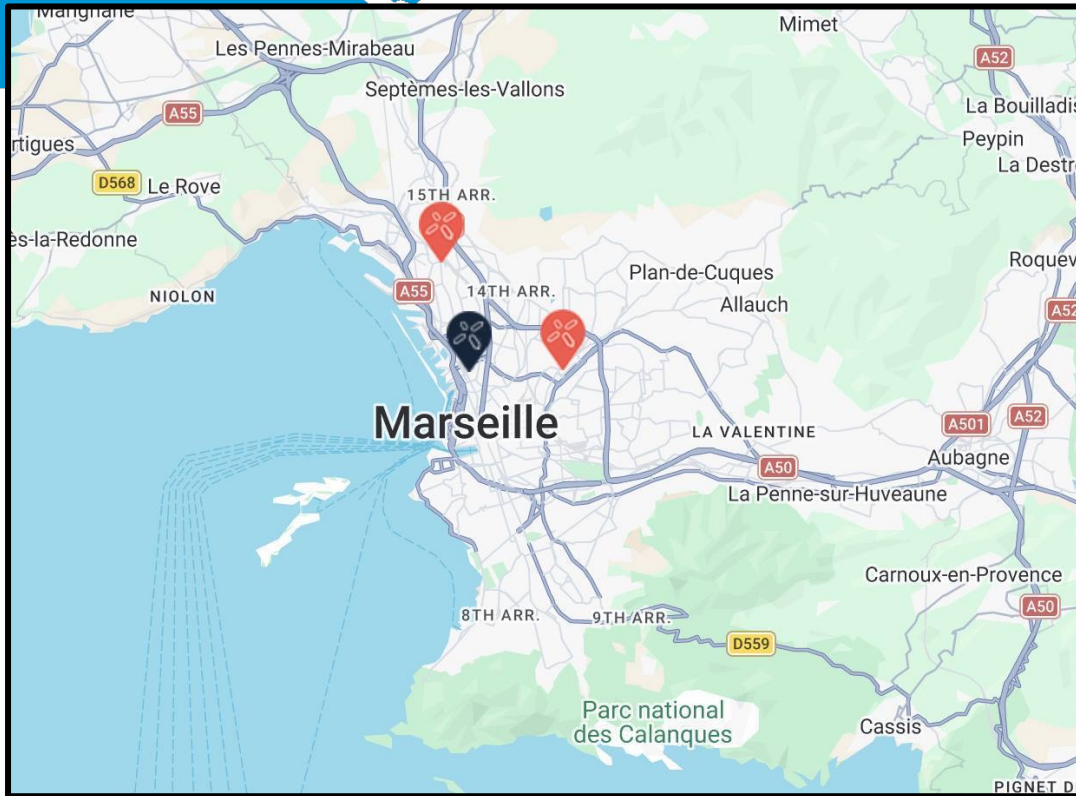 Marignane
Mimet
Les Pennes-Mirabeau
A52
Septèmes-les-Vallons
A55
La Bouilladis
Peypin
rtigues
La Destr
D568
Le Rove
15TH ARR.
ès-la-Redonne
Roquev
Plan-de-Cuques
NIOLON
A55
14TH ARR.
Allauch
A52
Marseille
A501
A52
LA VALENTINE
Aubagne
A50
La Penne-sur-Huveaune
Carnoux-en-Provence
A50
8TH ARR.
9TH ARR.
D559
Parc national
des Calanques
Cassis
PIGNET D